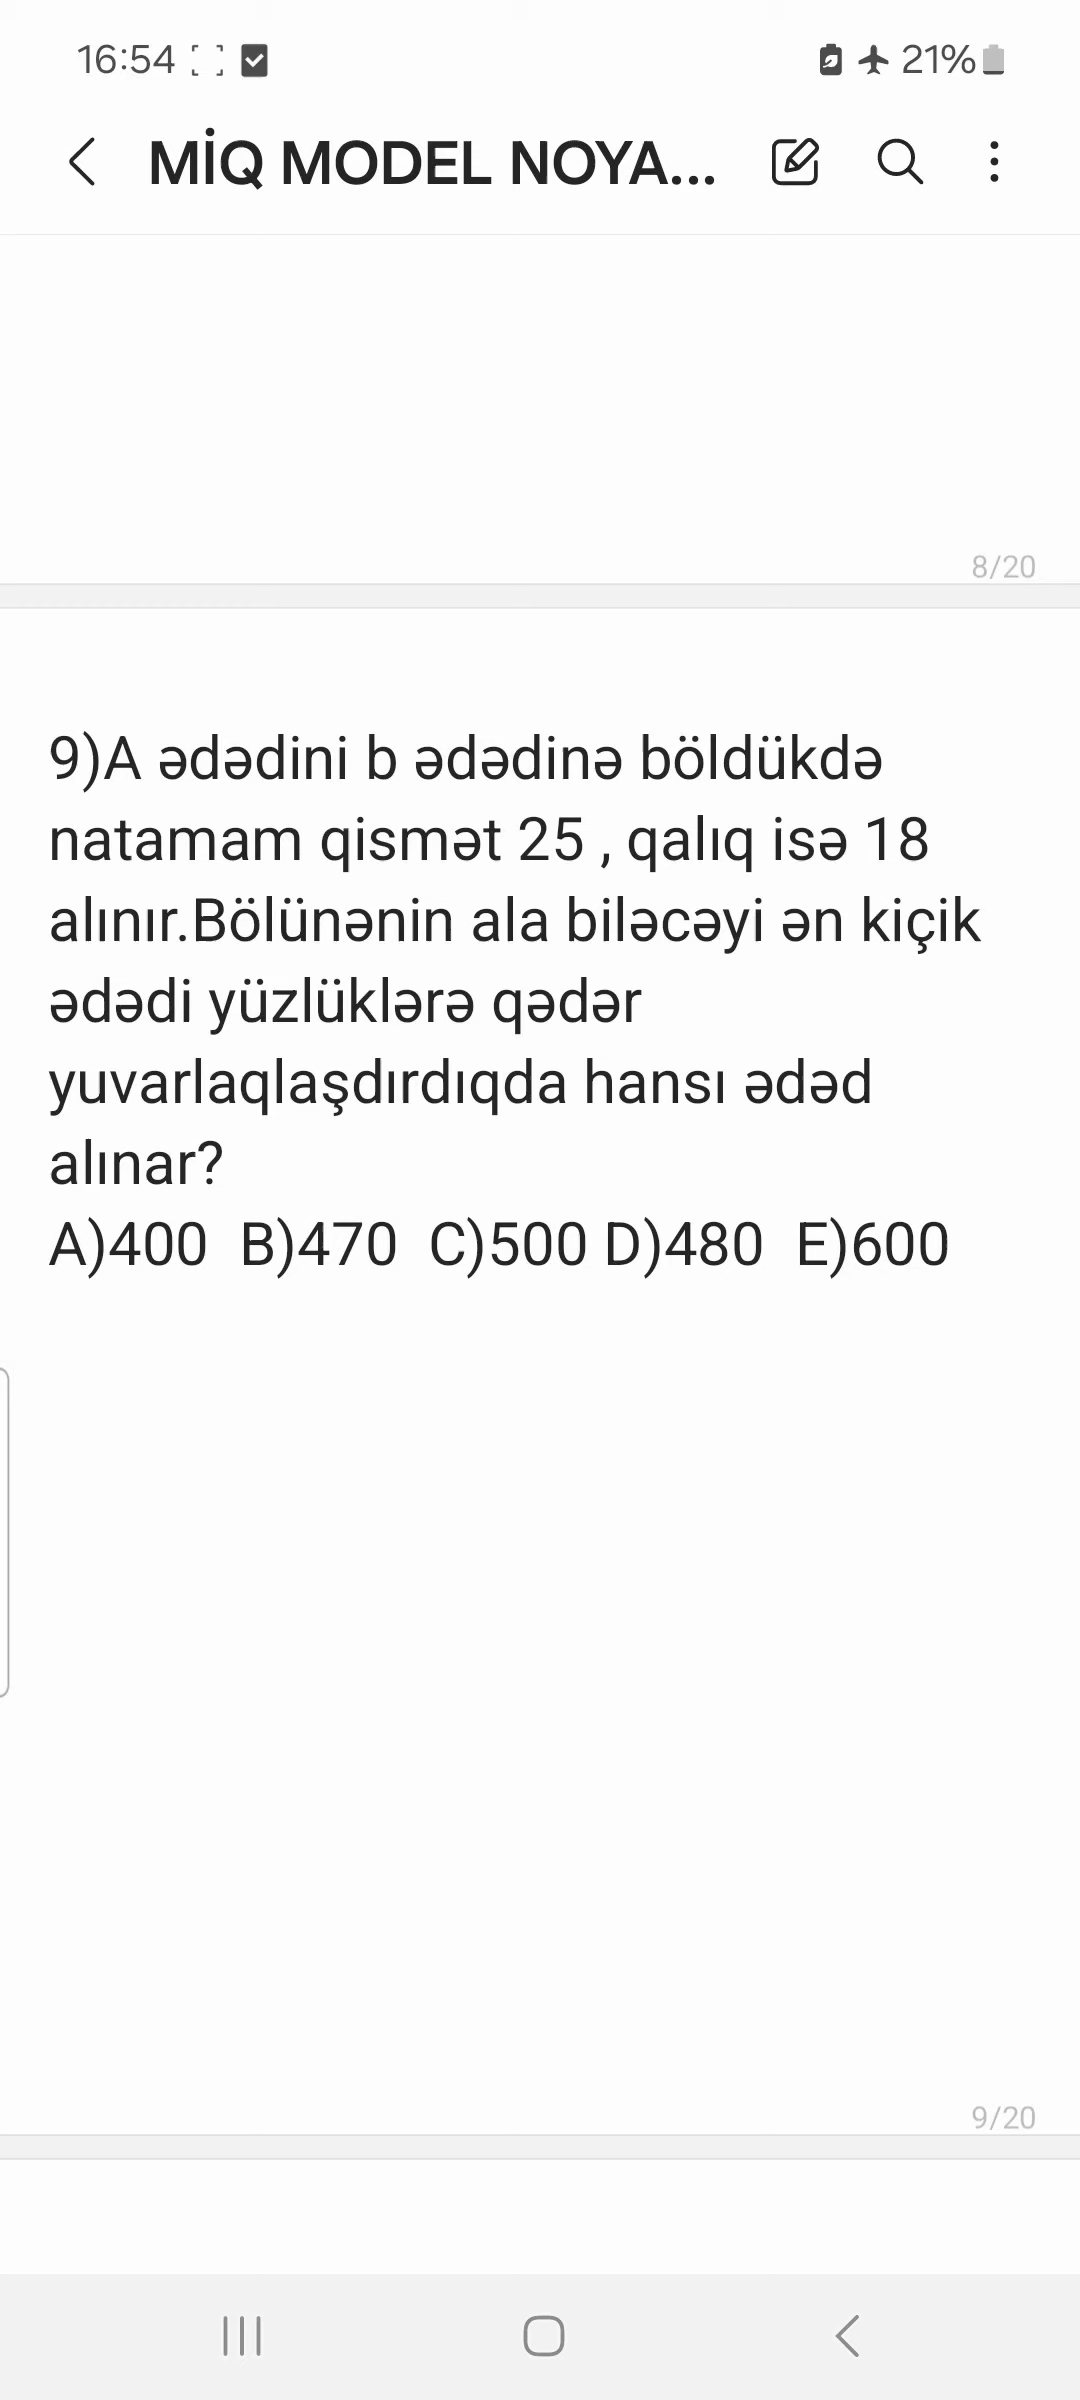 16:54
21%
MİQ MODEL NOYA...
8/20
9)A ədədini b ədədinə böldükdə
natamam qismət 25 , qalıq isə 18
alınır.Bölünənin ala biləcəyi ən kiçik
ədədi yüzlüklərə qədər
yuvarlaqlaşdırdıqda hansı ədəd
alınar?
A)400 B)470 C)500 D)480 E)600
9/20